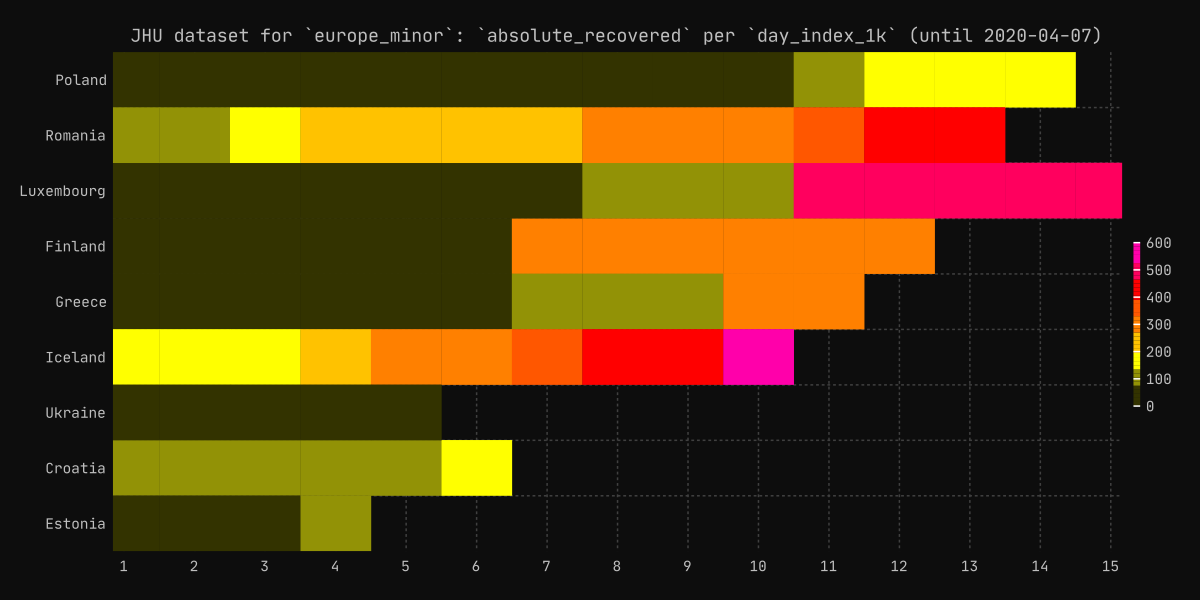 JHU dataset for `europe_minor`: `absolute_recovered` per `day_index_1k` (until 2020-04-07)
Poland
Romania
Luxembourg
Finland
Greece
Iceland
Ukraine
Croatia
Estonia
600
500
400
300
200
100
0
1 2 3 4 5 6 7 8 9 10 11 12 13 14 15